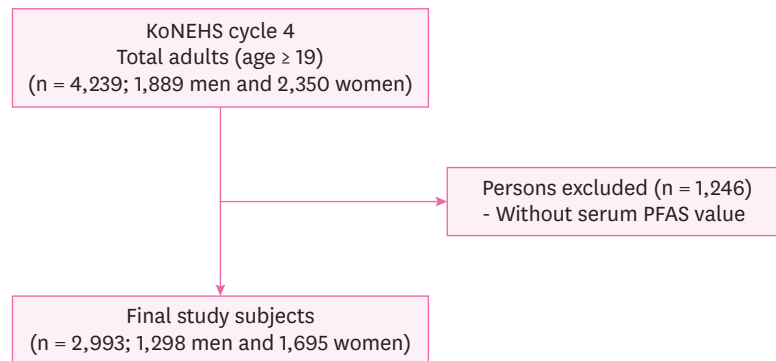 KoNEHS cycle 4
Total adults (age ≥ 19)
(n = 4,239; 1,889 men and 2,350 women)
Persons excluded (n = 1,246)
- Without serum PFAS value
Final study subjects
(n = 2,993; 1,298 men and 1,695 women)